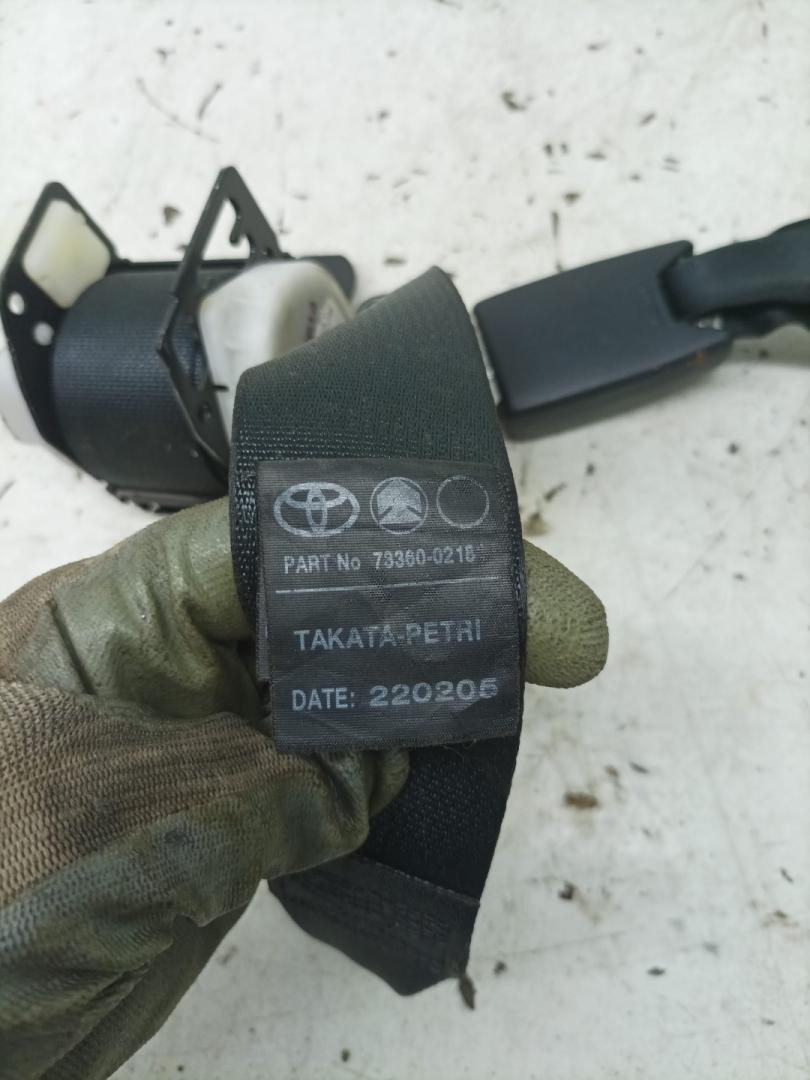 PART No 73360-0218
TAKATA-PETRI
DATE: 220205